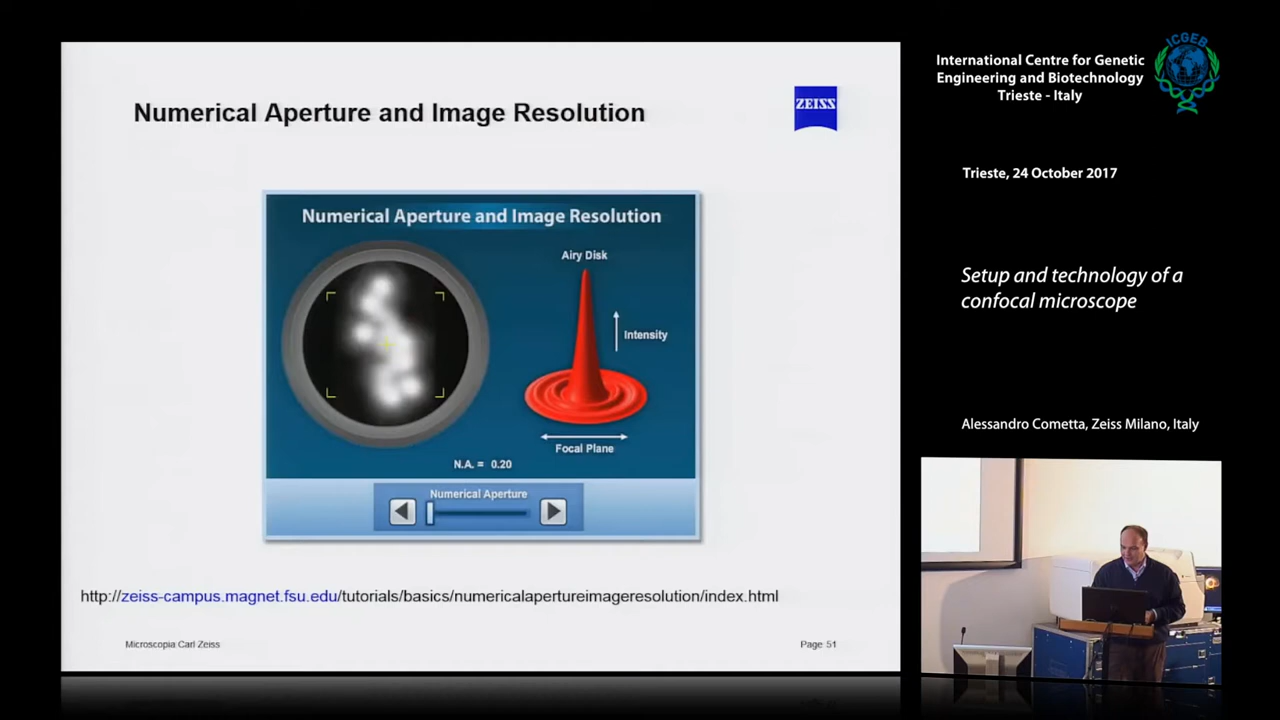 Numerical Aperture and Image Resolution
ZEISS
Numerical Aperture and Image Resolution
Airy Disk
Intensity
Focal Plane
N.A. = 0.20
Numerical Aperture
http://zeiss-campus.magnet.fsu.edu/tutorials/basics/numericalapertureimageresolution/index.html
Microscopia Carl Zeiss
Page 51
International Centre for Genetic
Engineering and Biotechnology
Trieste - Italy
ICGEB
Trieste, 24 October 2017
Setup and technology of a
confocal microscope
Alessandro Cometta, Zeiss Milano, Italy